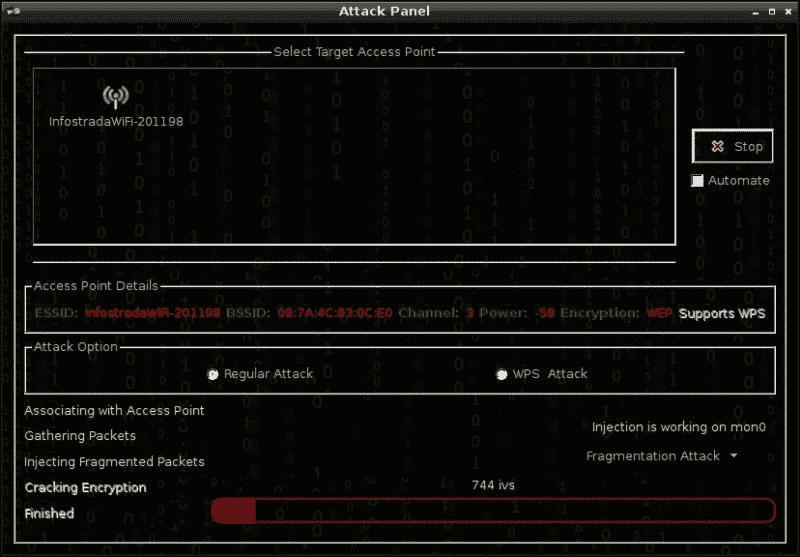 Attack Panel
Select Target Access Point
InfostradaWiFi-201198
Stop
Automate
Access Point Details
ESSID: InfostradaWiFi-201198 BSSID: 08:7A:4C:83:0C:E0 Channel: 3 Power: -58 Encryption: WEP Supports WPS
Attack Option
Regular Attack WPS Attack
Associating with Access Point
Injection is working on mon0
Gathering Packets
Fragmentation Attack
Injecting Fragmented Packets
Cracking Encryption 744 ivs
Finished